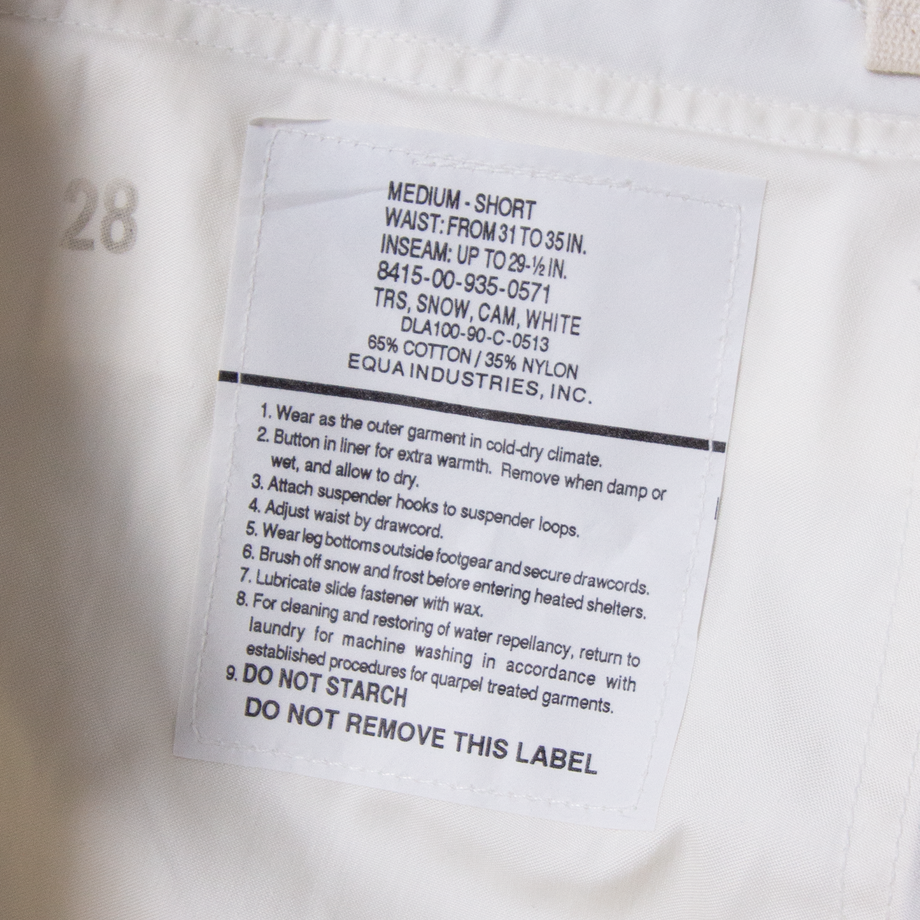 28
MEDIUM - SHORT
WAIST: FROM 31 TO 35 IN.
INSEAM: UP TO 29-½ IN.
8415-00-935-0571
TRS, SNOW, CAM, WHITE
DLA100-90-C-0513
65% COTTON / 35% NYLON
EQUA INDUSTRIES, INC.
1. Wear as the outer garment in cold-dry climate.
2. Button in liner for extra warmth. Remove when damp or
wet, and allow to dry.
3. Attach suspender hooks to suspender loops.
4. Adjust waist by drawcord.
5. Wear leg bottoms outside footgear and secure drawcords.
6. Brush off snow and frost before entering heated shelters.
7. Lubricate slide fastener with wax.
8. For cleaning and restoring of water repellancy, return to
laundry for machine washing in accordance with
established procedures for quarpel treated garments.
9. DO NOT STARCH
DO NOT REMOVE THIS LABEL